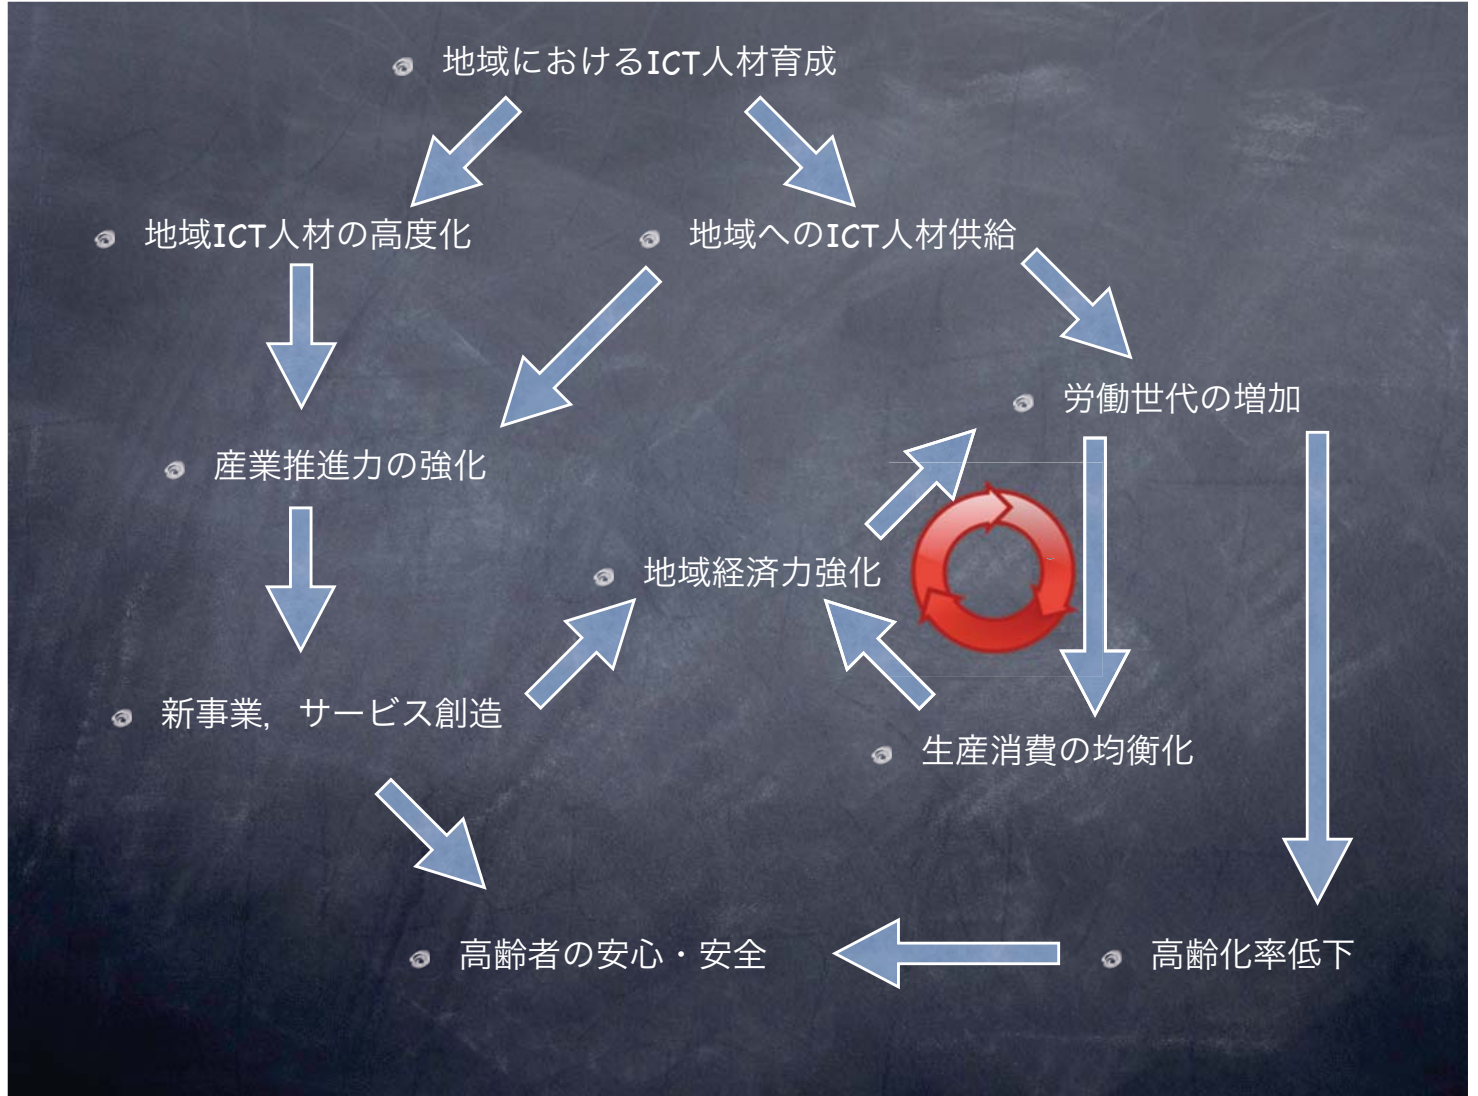 地域におけるICT人材育成
地域ICT人材の高度化
地域へのICT人材供給
労働世代の増加
産業推進力の強化
地域経済力強化
新事業，サービス創造
生産消費の均衡化
高齢者の安心・安全
高齢化率低下